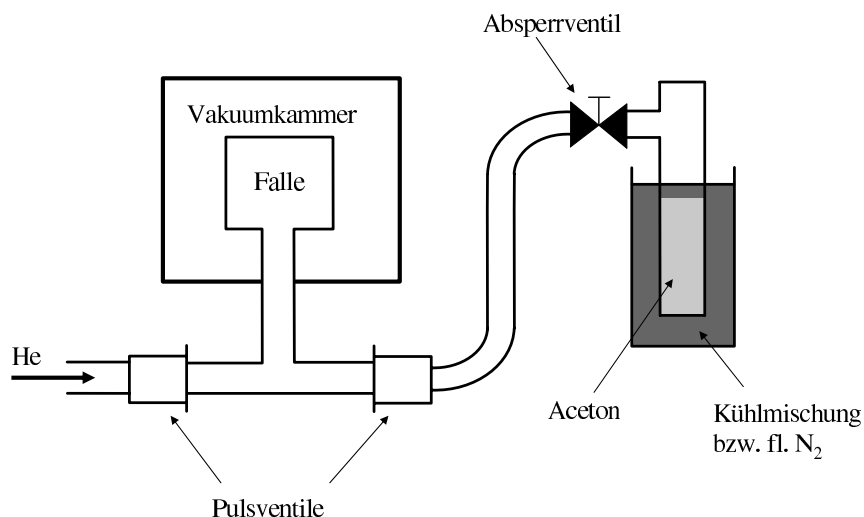 Absperrventil
Vakuumkammer
Falle
He
Aceton
Kühlmischung
bzw. fl. N₂
Pulsventile